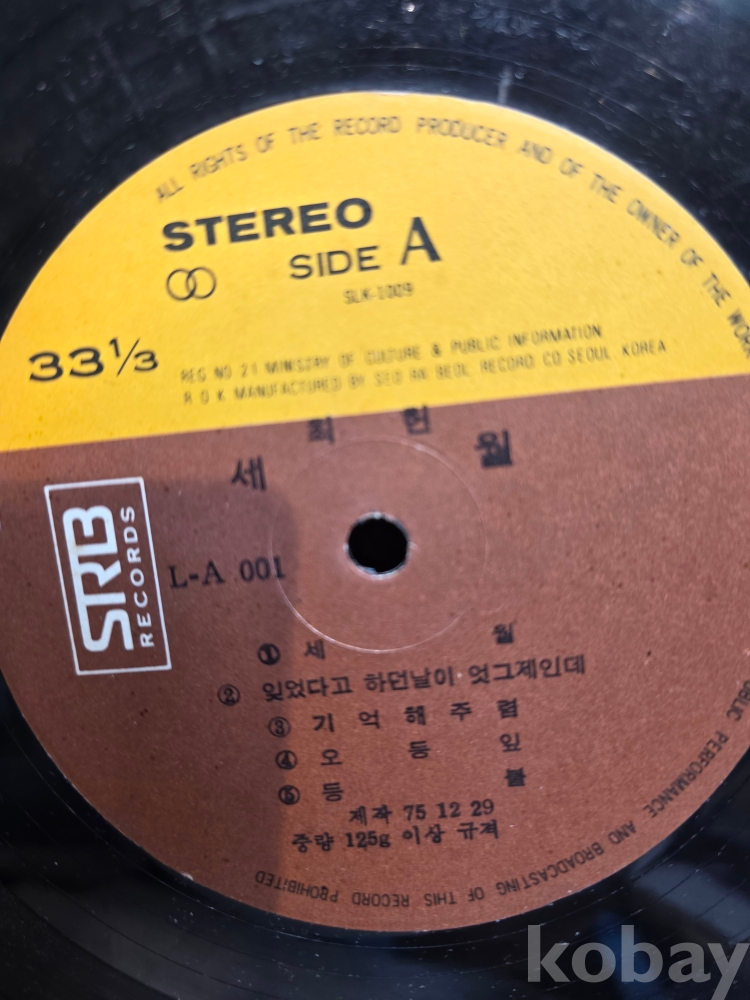 ALL RIGHTS OF THE RECORD PRODUCER AND OF THE OWNER OF THE WOR
STEREO
SIDE A
SLK-1009
33 1/3
REG NO 21 MINISTRY OF CULTURE & PUBLIC INFORMATION
R O K MANUFACTURED BY SEO RA BEOL RECORD CO SEOUL KOREA
최 헌
세 월
SRB
RECORDS
L-A 001
① 세 월
② 잊었다고 하던날이 엇그제인데
③ 기 억 해 주 렴
④ 오 동 잎
⑤ 등 불
제작 75 12 29
중량 125g 이상 규격
PUBLIC PERFORMANCE AND BROADCASTING OF THIS RECORD PROHIBITED
kobay